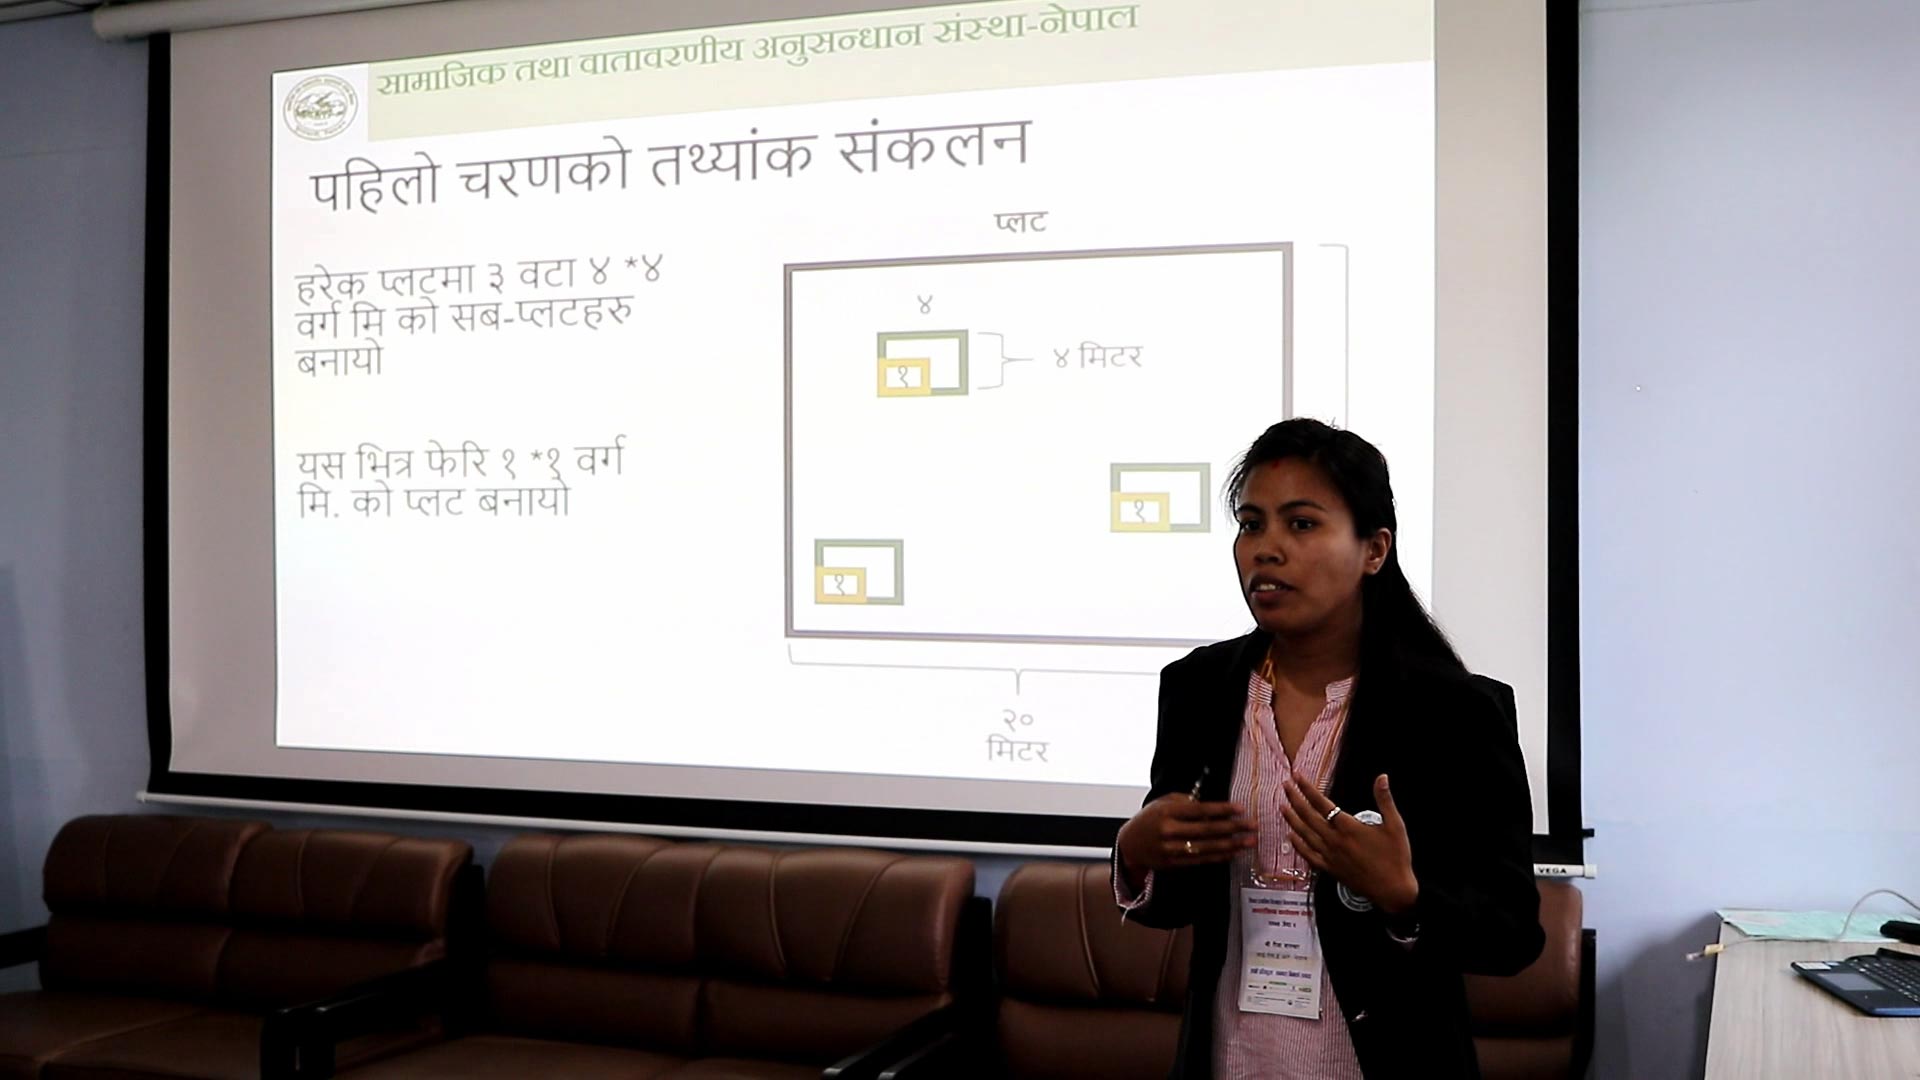 सामाजिक तथा वातावरणीय अनुसन्धान संस्था-नेपाल
पहिलो चरणको तथ्यांक संकलन
हरेक प्लटमा ३ वटा ४ *४
वर्ग मि को सब-प्लटहरु
बनायो
यस भित्र फेरि १ *१ वर्ग
मि. को प्लट बनायो
प्लट
४
१
४ मिटर
१
१
२०
मिटर
VEGA